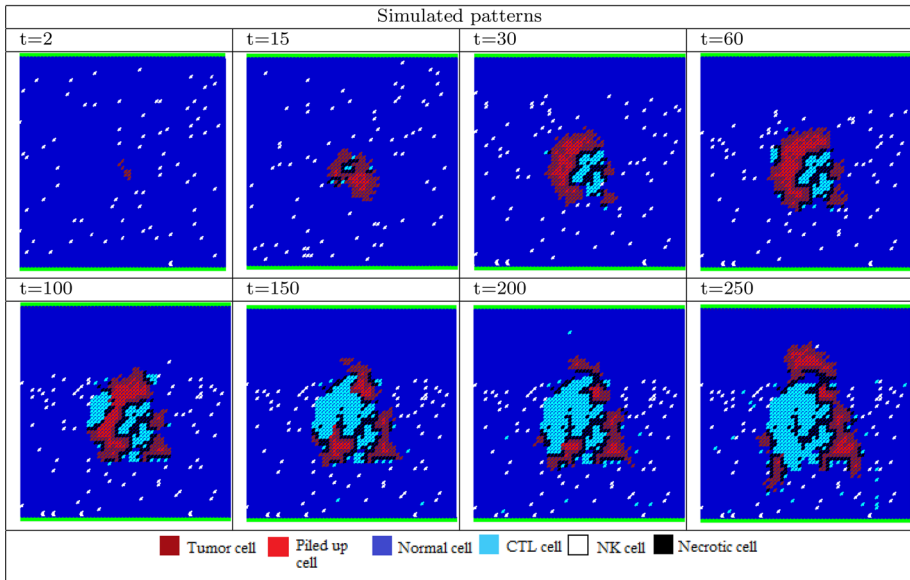 Simulated patterns
t=2
t=15
t=30
t=60
t=100
t=150
t=200
t=250
Tumor cell
Piled up
cell
Normal cell
CTL cell
NK cell
Necrotic cell